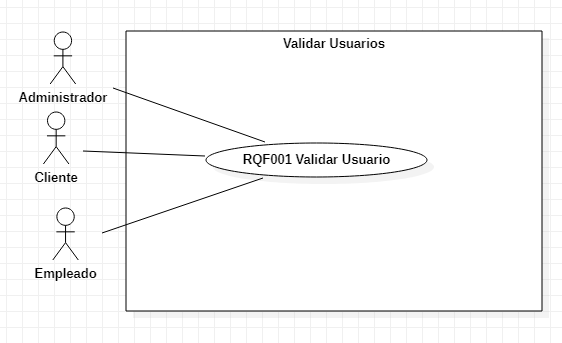 Validar Usuarios
Administrador
RQF001 Validar Usuario
Cliente
Empleado